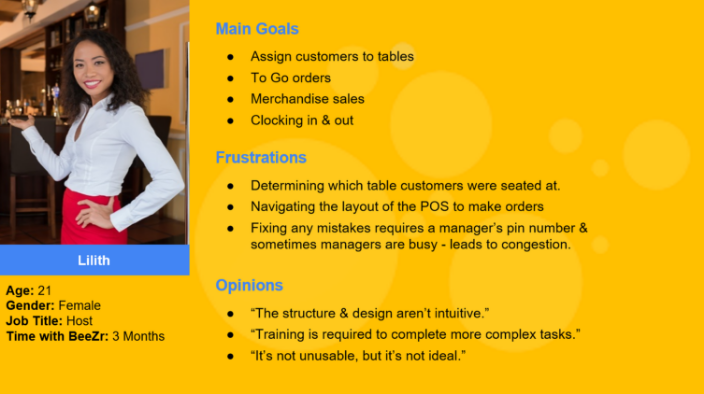 Main Goals
● Assign customers to tables
● To Go orders
● Merchandise sales
● Clocking in & out
Frustrations
● Determining which table customers were seated at.
● Navigating the layout of the POS to make orders
● Fixing any mistakes requires a manager's pin number &
sometimes managers are busy - leads to congestion.
Opinions
● “The structure & design aren't intuitive.”
● “Training is required to complete more complex tasks.”
● “It's not unusable, but it's not ideal.”
Lilith
Age: 21
Gender: Female
Job Title: Host
Time with BeeZr: 3 Months